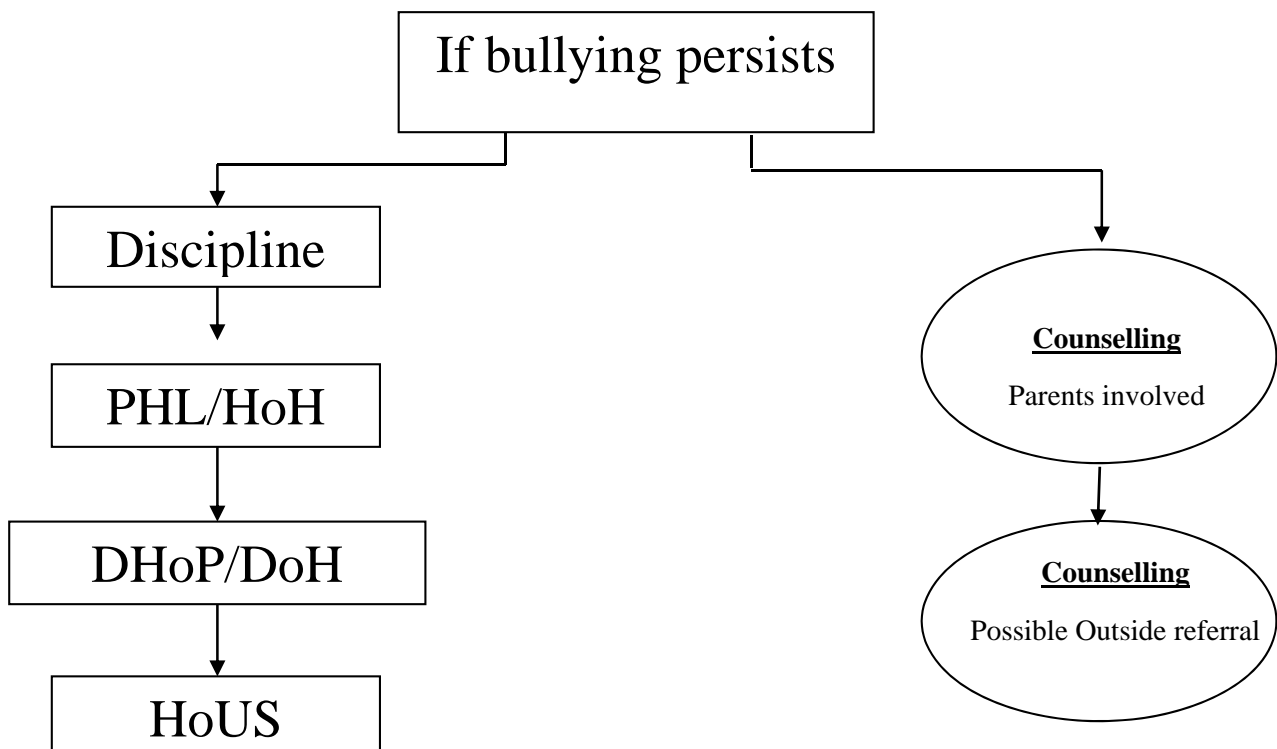 If bullying persists
Discipline
PHL/HoH
DHoP/DoH
HoUS
Counselling
Parents involved
Counselling
Possible Outside referral